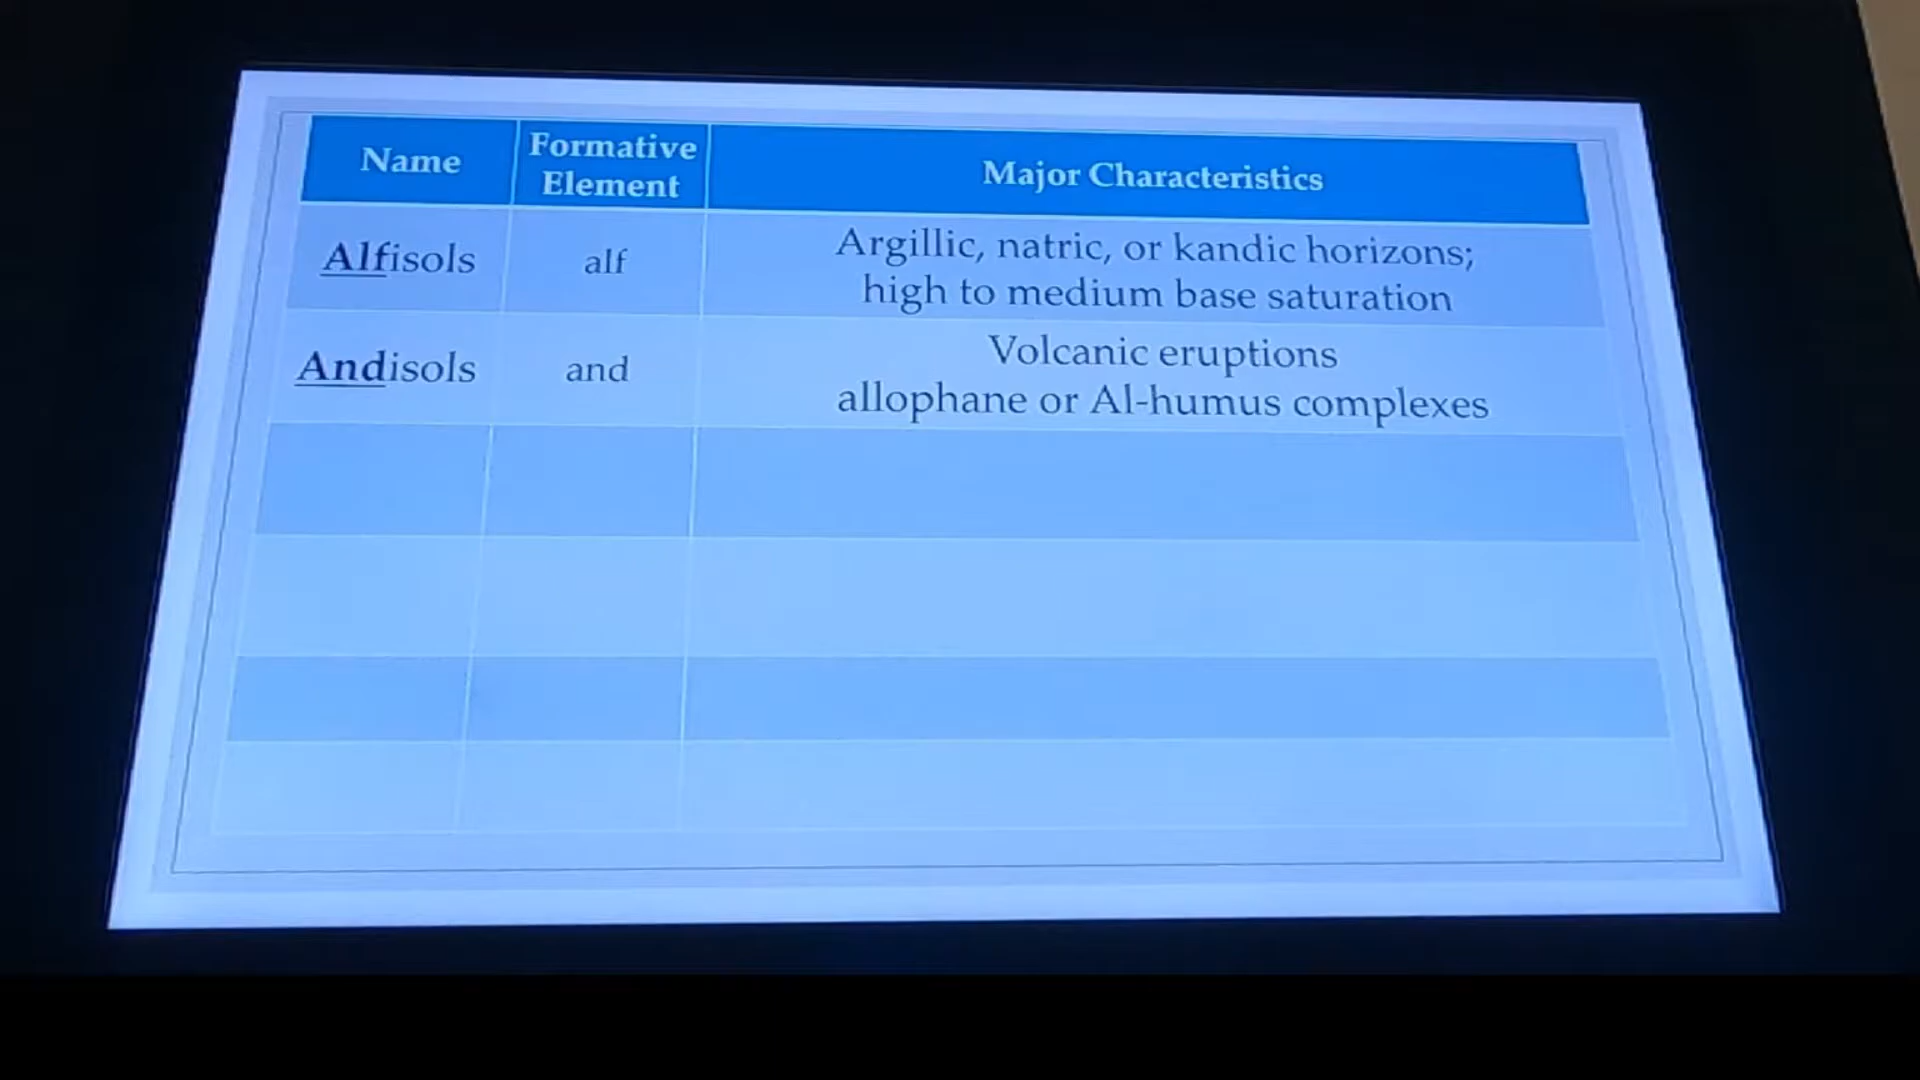 Name
Formative
Element
Major Characteristics
Alfisols
alf
Argillic, natric, or kandic horizons;
high to medium base saturation
Andisols
and
Volcanic eruptions
allophane or Al-humus complexes